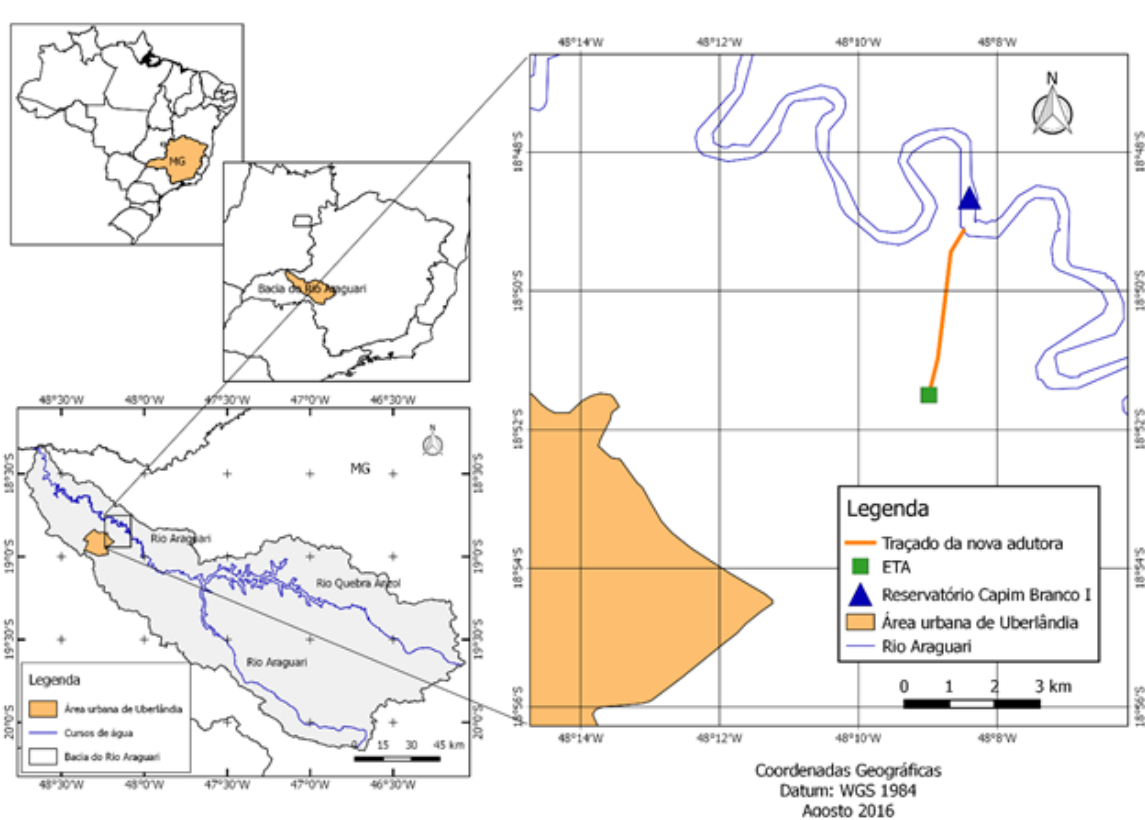 MG
Bacia do Rio Araguari
48°30'W 48°0'W 47°30'W 47°0'W 46°30'W
18°30'S
19°0'S
19°30'S
20°0'S
18°30'S
19°0'S
19°30'S
20°0'S
N
MG
Rio Araguari
Rio Quebra Anzol
Rio Araguari
Legenda
Área urbana de Uberlândia
Cursos de água
Bacia do Rio Araguari
0 15 30 45 km
48°30'W 48°0'W 47°30'W 47°0'W 46°30'W
48°14'W 48°12'W 48°10'W 48°8'W
N
18°48'S
18°50'S
18°52'S
18°54'S
18°56'S
18°48'S
18°50'S
18°52'S
18°54'S
18°56'S
Legenda
Traçado da nova adutora
ETA
Reservatório Capim Branco I
Área urbana de Uberlândia
Rio Araguari
0 1 2 3 km
48°14'W 48°12'W 48°10'W 48°8'W
Coordenadas Geográficas
Datum: WGS 1984
Agosto 2016